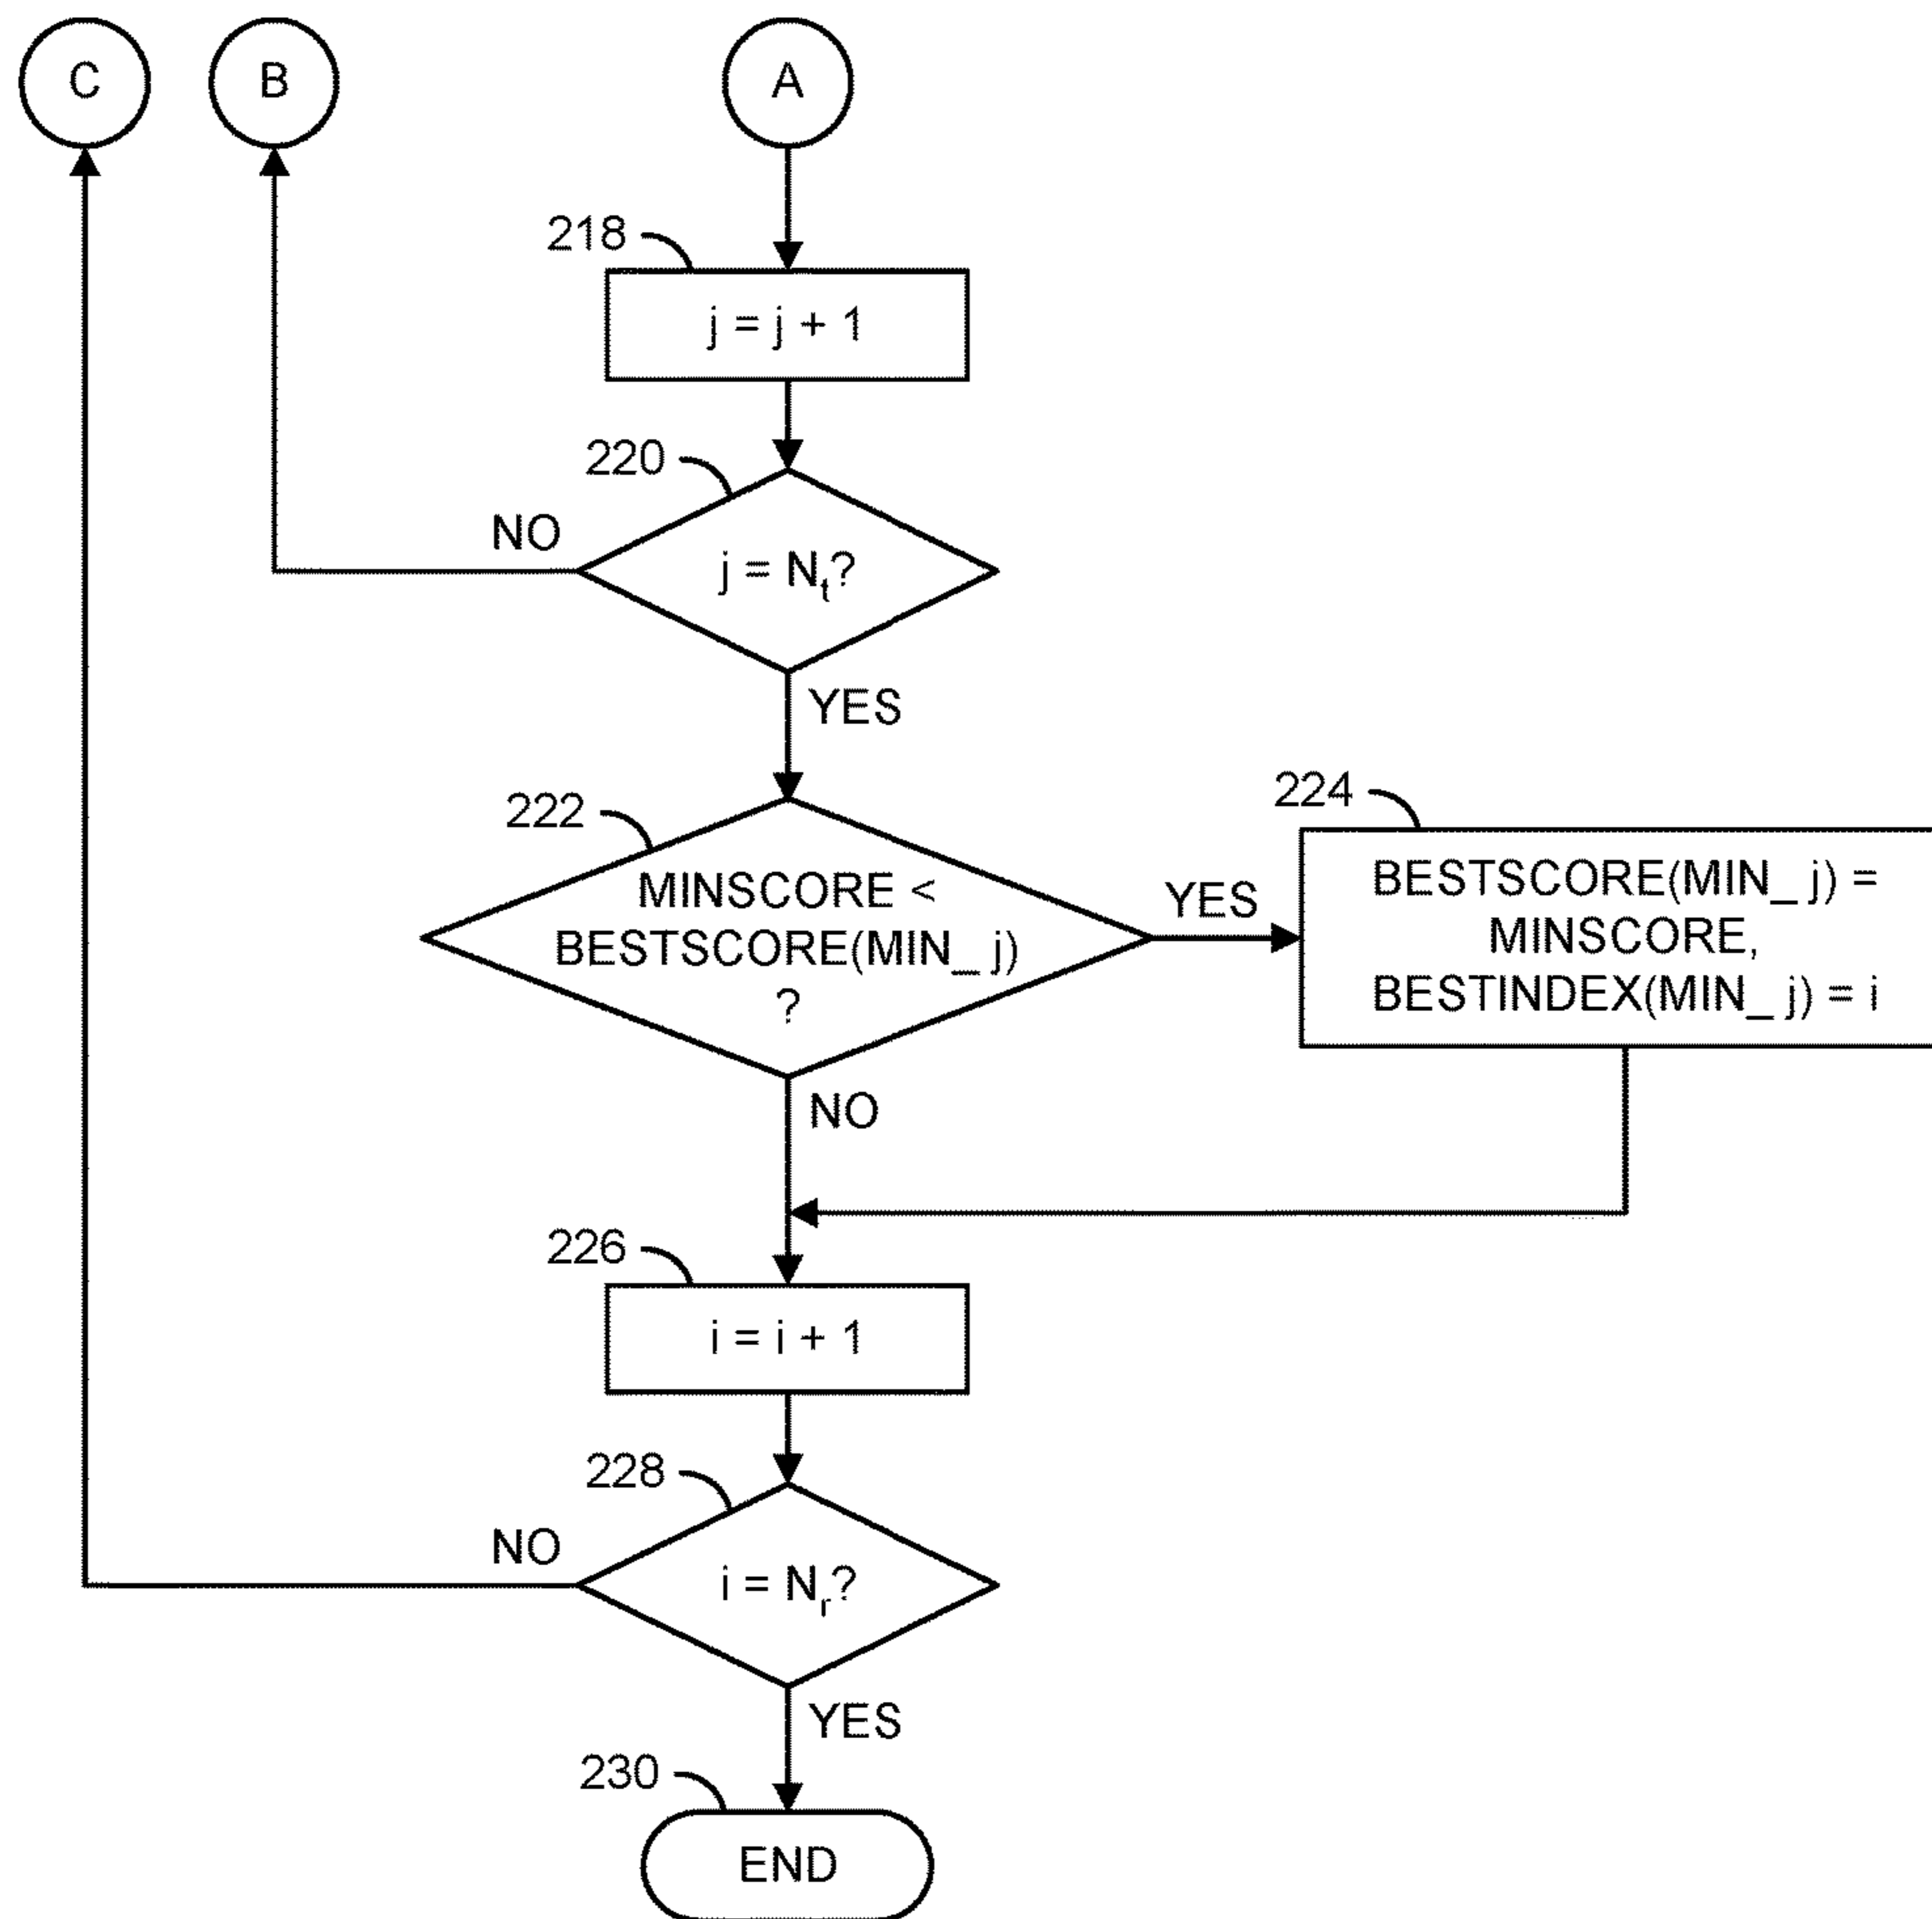 C
B
A
218
j = j + 1
220
NO
j = Nₜ?
YES
222
MINSCORE <
BESTSCORE(MIN_ j)
?
YES
224
BESTSCORE(MIN_ j) =
MINSCORE,
BESTINDEX(MIN_ j) = i
NO
226
i = i + 1
228
NO
i = Nᵣ?
YES
230
END